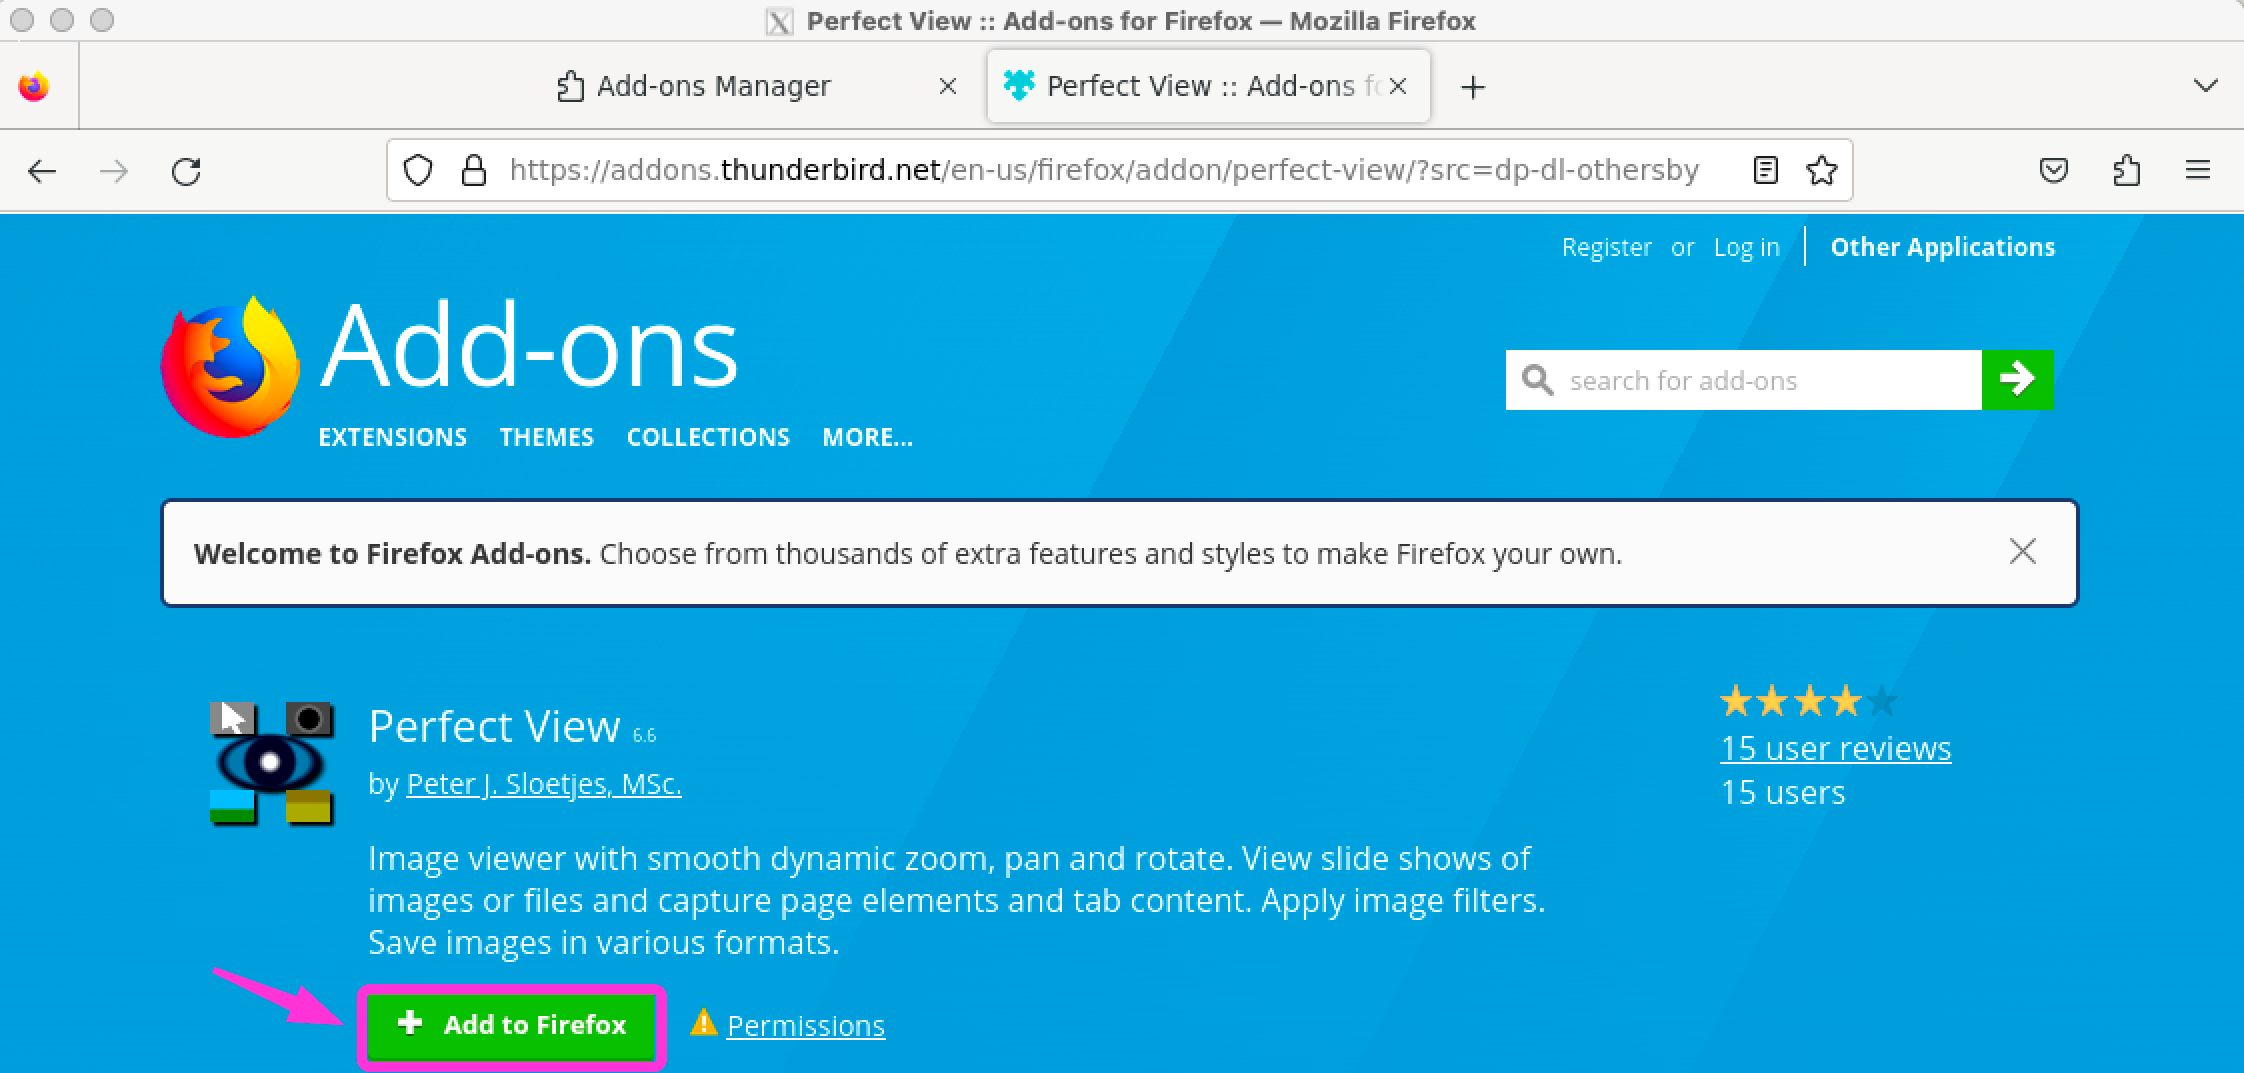 Perfect View :: Add-ons for Firefox — Mozilla Firefox
Add-ons Manager
Perfect View :: Add-ons fo
https://addons.thunderbird.net/en-us/firefox/addon/perfect-view/?src=dp-dl-othersby
Register or Log in Other Applications
Add-ons
search for add-ons
EXTENSIONS THEMES COLLECTIONS MORE...
Welcome to Firefox Add-ons. Choose from thousands of extra features and styles to make Firefox your own.
Perfect View 6.6
by Peter J. Sloetjes, MSc.
15 user reviews
15 users
Image viewer with smooth dynamic zoom, pan and rotate. View slide shows of
images or files and capture page elements and tab content. Apply image filters.
Save images in various formats.
Add to Firefox
Permissions